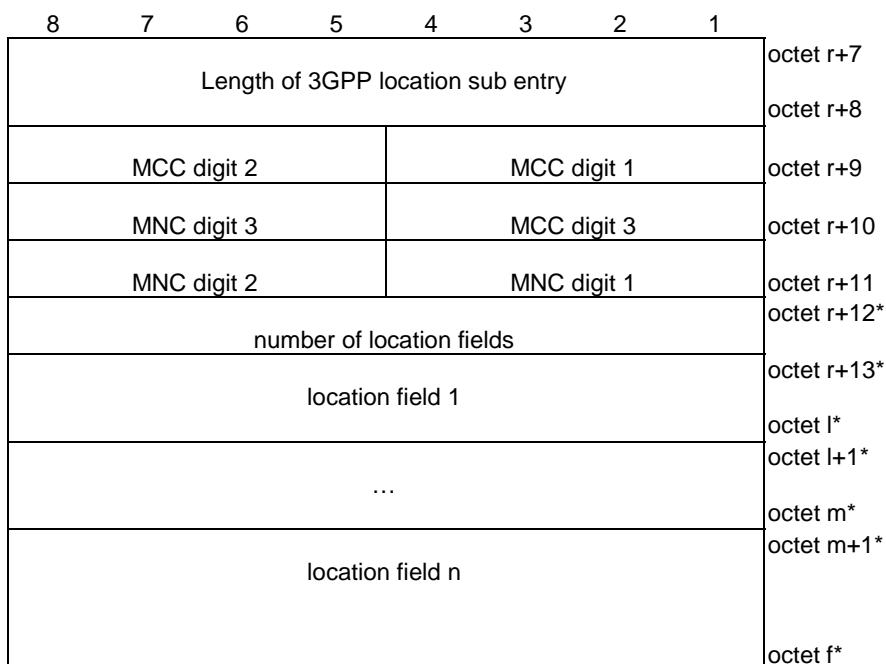 8 7 6 5 4 3 2 1
octet r+7
Length of 3GPP location sub entry
octet r+8
MCC digit 2 MCC digit 1 octet r+9
MNC digit 3 MCC digit 3 octet r+10
MNC digit 2 MNC digit 1 octet r+11
octet r+12*
number of location fields
octet r+13*
location field 1
octet l*
octet l+1*
…
octet m*
octet m+1*
location field n
octet f*